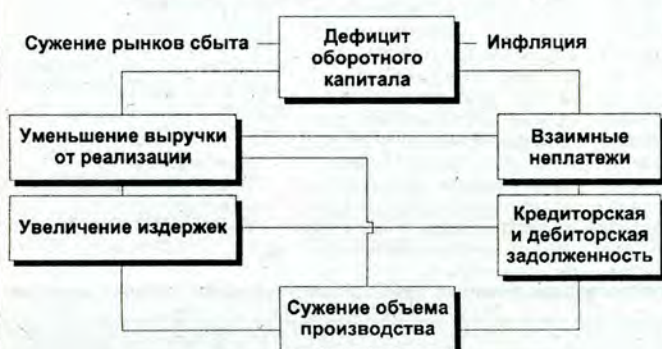 Сужение рынков сбыта
Дефицит
оборотного
капитала
Инфляция
Уменьшение выручки
от реализации
Взаимные
неплатежи
Увеличение издержек
Кредиторская
и дебиторская
задолженность
Сужение объема
производства